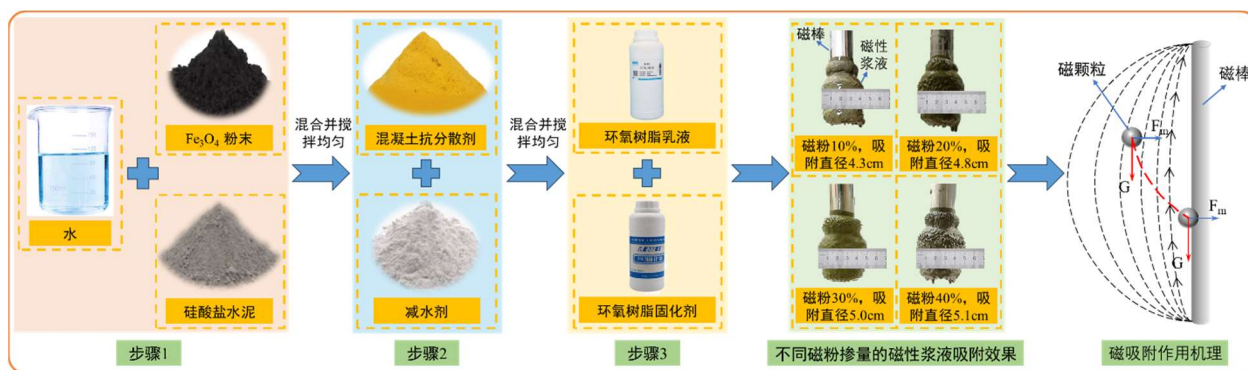 水
Fe₃O₄ 粉末
硅酸盐水泥
步骤1
混合并搅
拌均匀
混凝土抗分散剂
减水剂
步骤2
混合并搅
拌均匀
环氧树脂乳液
环氧树脂固化剂
步骤3
磁棒
磁性
浆液
磁粉10%，吸
附直径4.3cm
磁粉20%，吸
附直径4.8cm
磁粉30%，吸
附直径5.0cm
磁粉40%，吸
附直径5.1cm
不同磁粉掺量的磁性浆液吸附效果
磁颗粒
磁棒
Fm
G
Fm
G
磁吸附作用机理